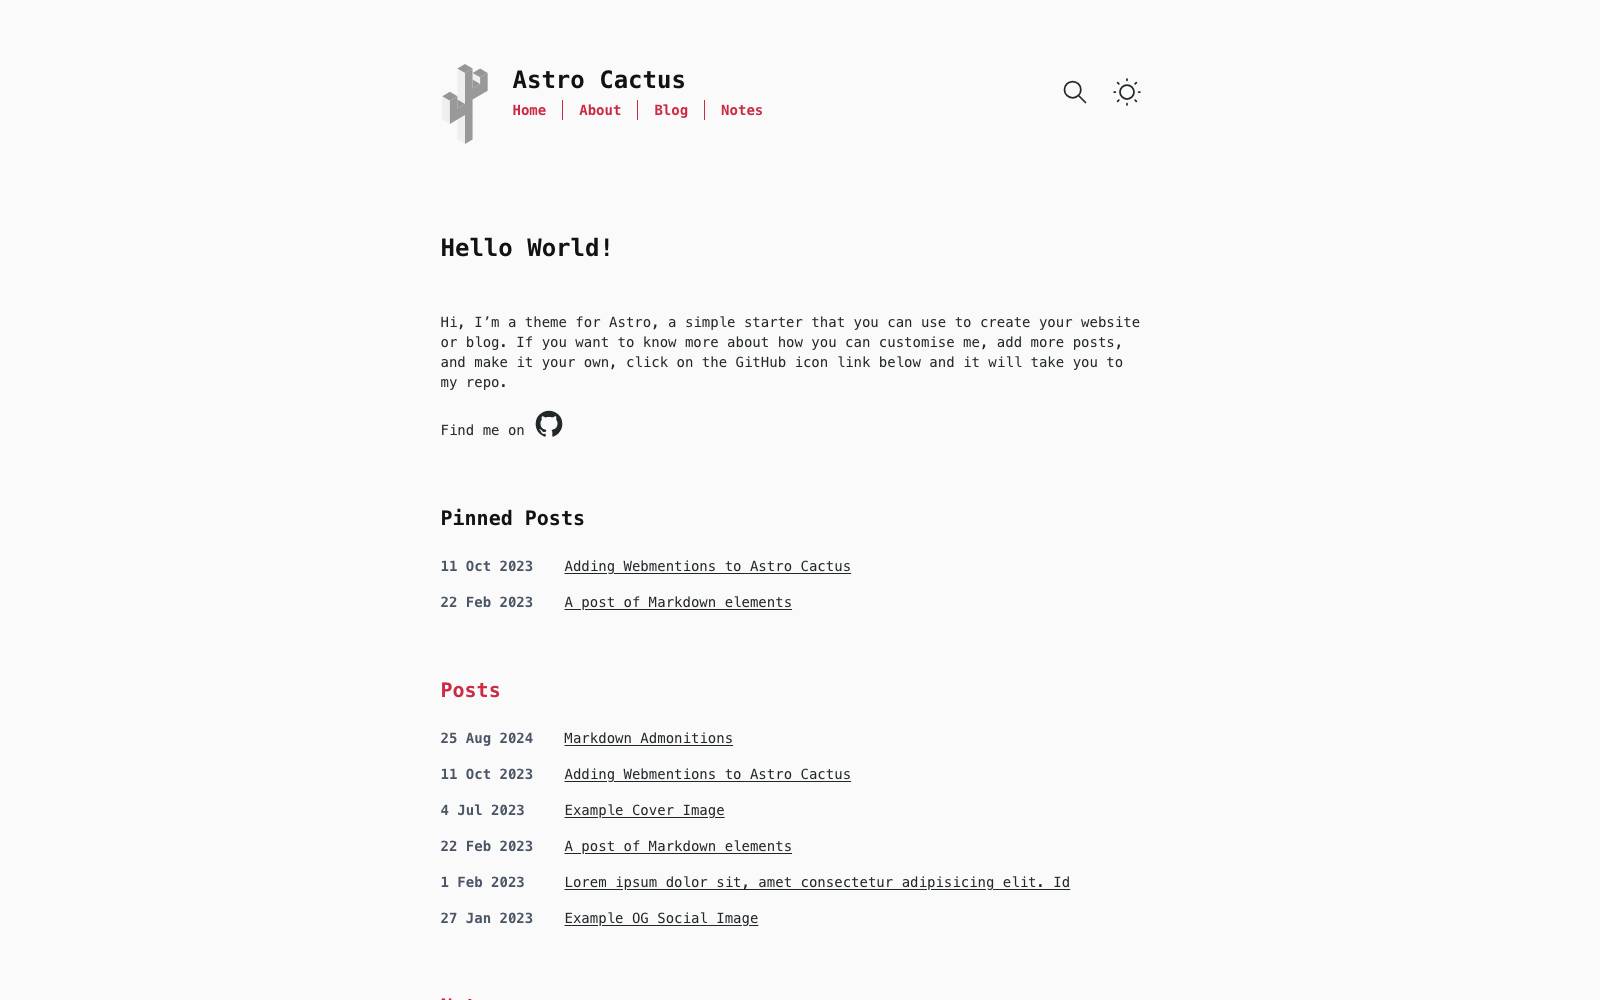 Astro Cactus
Home
About
Blog
Notes
Hello World!
Hi, I’m a theme for Astro, a simple starter that you can use to create your website
or blog. If you want to know more about how you can customise me, add more posts,
and make it your own, click on the GitHub icon link below and it will take you to
my repo.
Find me on
Pinned Posts
11 Oct 2023 Adding Webmentions to Astro Cactus
22 Feb 2023 A post of Markdown elements
Posts
25 Aug 2024 Markdown Admonitions
11 Oct 2023 Adding Webmentions to Astro Cactus
4 Jul 2023 Example Cover Image
22 Feb 2023 A post of Markdown elements
1 Feb 2023 Lorem ipsum dolor sit, amet consectetur adipisicing elit. Id
27 Jan 2023 Example OG Social Image